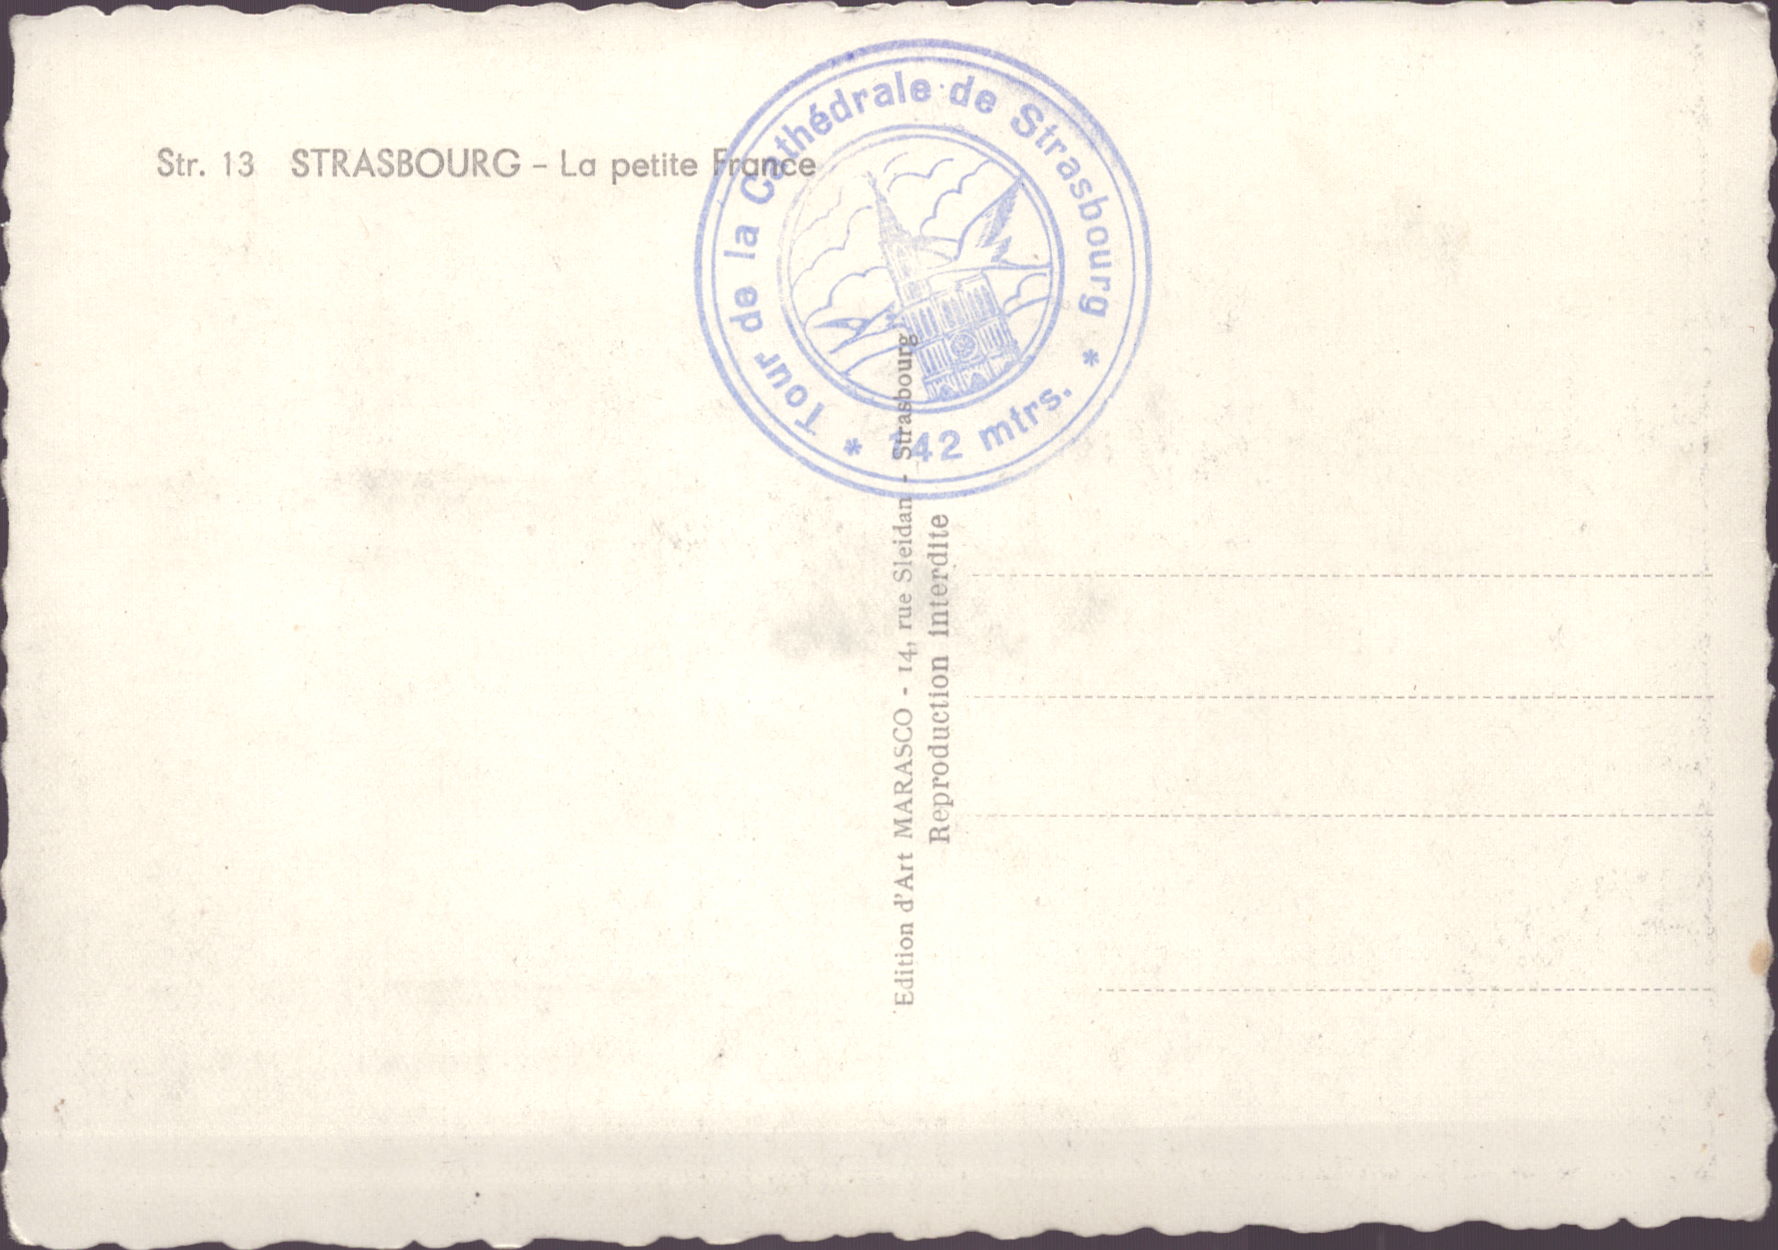 Str. 13 STRASBOURG – La petite France
Tour de la Cathédrale de Strasbourg
* 142 mtrs. *
Edition d'Art MARASCO - 14, rue Sleidan - Strasbourg
Reproduction interdite